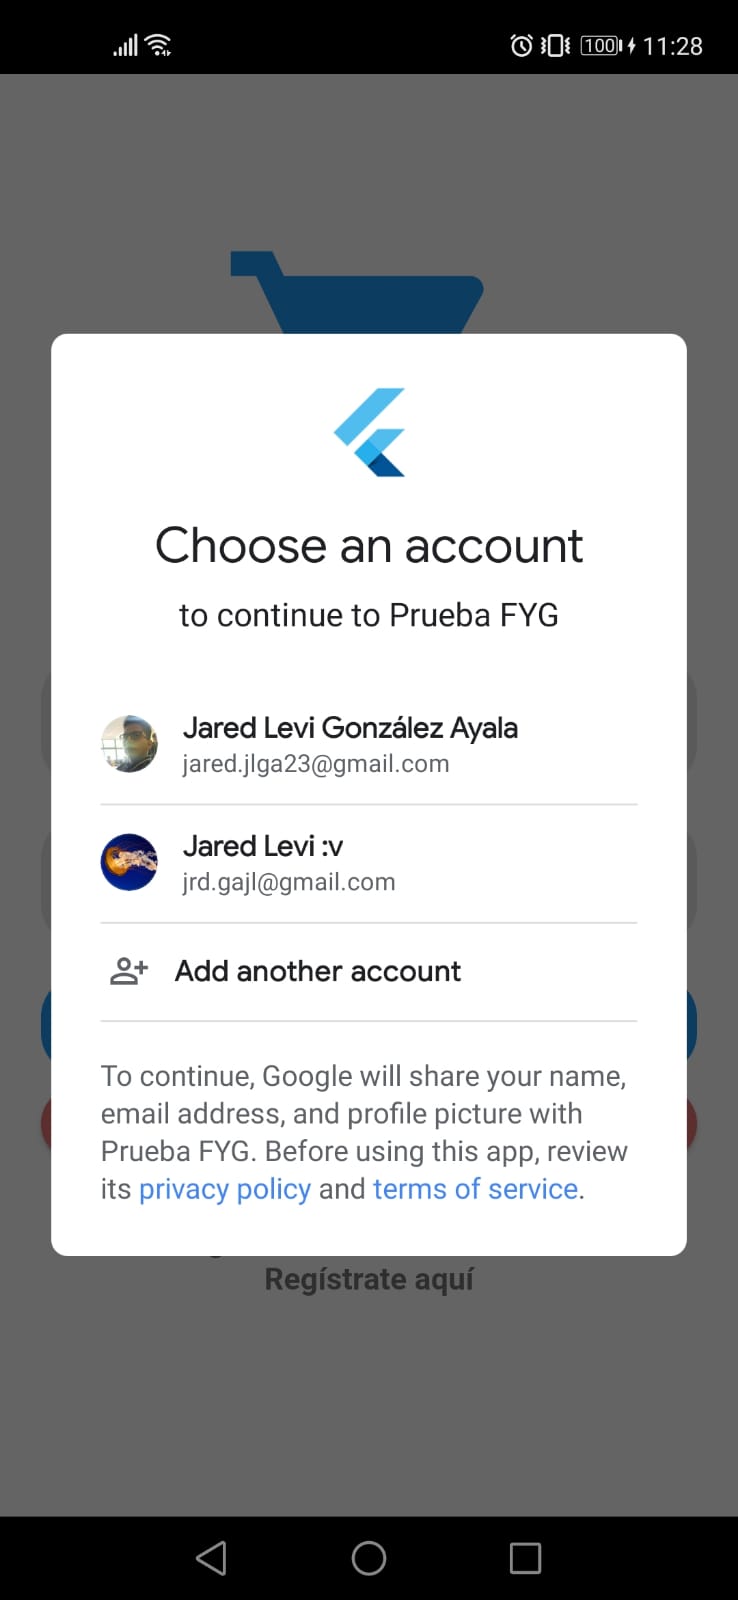 100 11:28
Choose an account
to continue to Prueba FYG
Jared Levi González Ayala
jared.jlga23@gmail.com
Jared Levi :v
jrd.gajl@gmail.com
Add another account
To continue, Google will share your name,
email address, and profile picture with
Prueba FYG. Before using this app, review
its privacy policy and terms of service.
Regístrate aquí